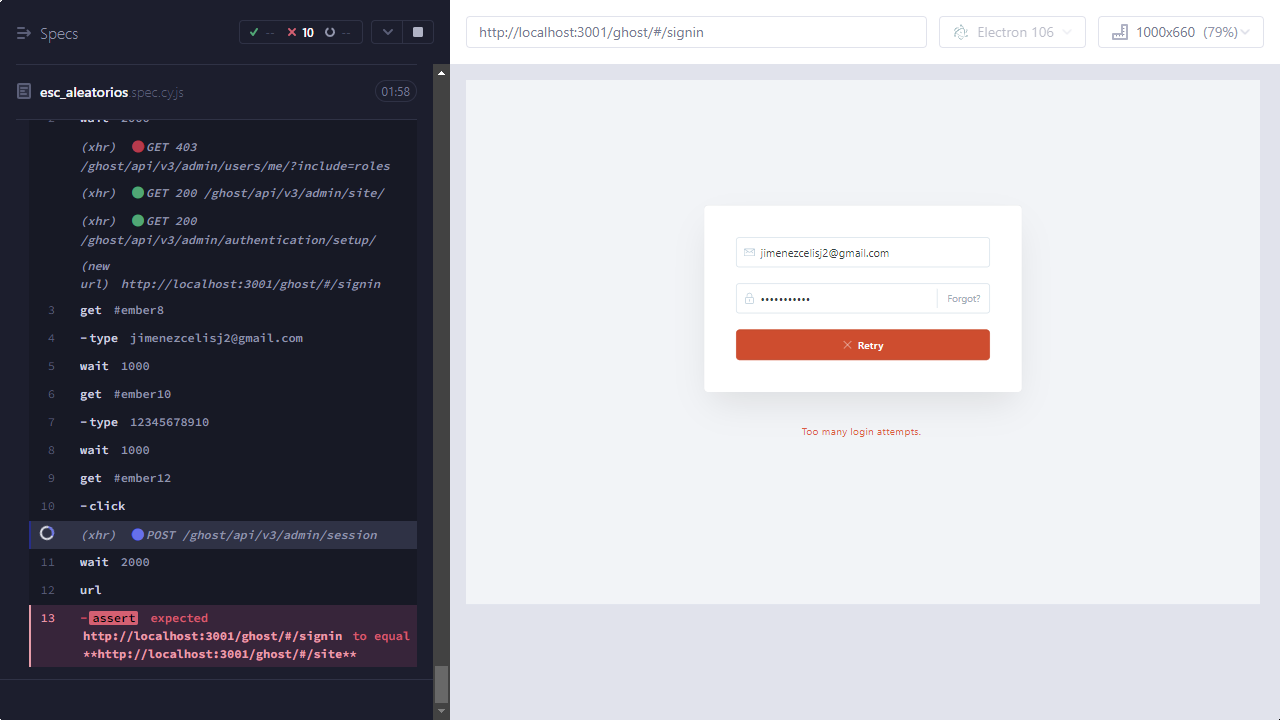 Specs
-- 10 --
http://localhost:3001/ghost/#/signin
Electron 106
1000x660 (79%)
esc_aleatorios.spec.cy.js
01:58
2 wait 2000
(xhr) GET 403
/ghost/api/v3/admin/users/me/?include=roles
(xhr) GET 200 /ghost/api/v3/admin/site/
(xhr) GET 200
/ghost/api/v3/admin/authentication/setup/
(new
url) http://localhost:3001/ghost/#/signin
3 get #ember8
4 -type jimenezcelisj2@gmail.com
5 wait 1000
6 get #ember10
7 -type 12345678910
8 wait 1000
9 get #ember12
10 -click
(xhr) POST /ghost/api/v3/admin/session
11 wait 2000
12 url
13 -assert expected
http://localhost:3001/ghost/#/signin to equal
**http://localhost:3001/ghost/#/site**
jimenezcelisj2@gmail.com
•••••••••••
Forgot?
Retry
Too many login attempts.